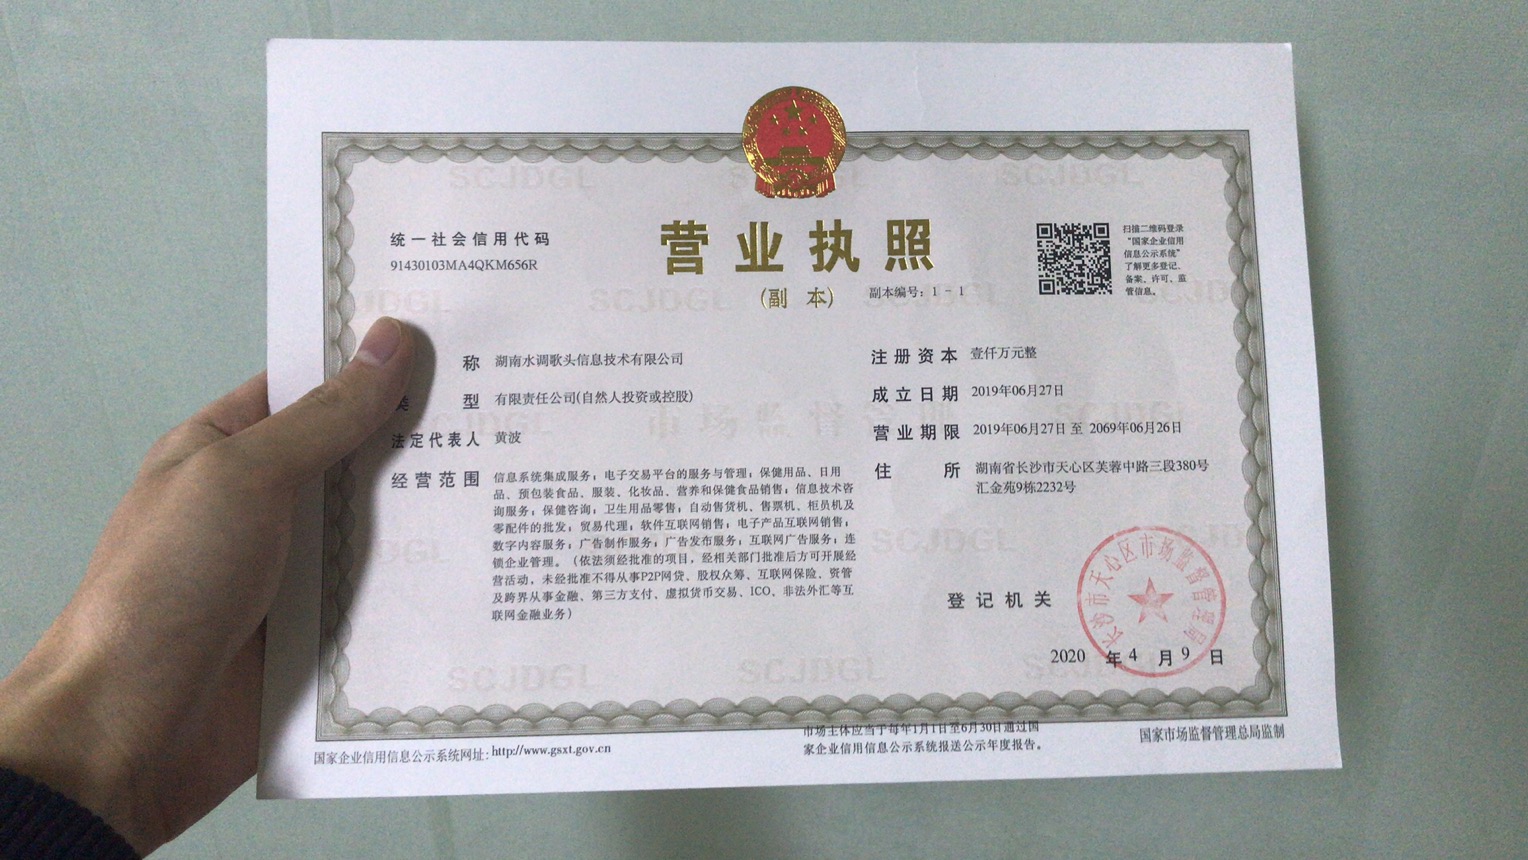 统一社会信用代码
91430103MA4QKM656R
营业执照
(副 本)
副本编号：1 - 1
扫描二维码登录
“国家企业信用
信息公示系统”
了解更多登记、
备案、许可、监
管信息。
称 湖南水调歌头信息技术有限公司
类 型 有限责任公司(自然人投资或控股)
法定代表人 黄波
经营范围 信息系统集成服务；电子交易平台的服务与管理；保健用品、日用
品、预包装食品、服装、化妆品、营养和保健食品销售；信息技术咨
询服务；保健咨询；卫生用品零售；自动售货机、售票机、柜员机及
零配件的批发；贸易代理；软件互联网销售；电子产品互联网销售；
数字内容服务；广告制作服务；广告发布服务；互联网广告服务；连
锁企业管理。（依法须经批准的项目，经相关部门批准后方可开展经
营活动，未经批准不得从事P2P网贷、股权众筹、互联网保险、资管
及跨界从事金融、第三方支付、虚拟货币交易、ICO、非法外汇等互
联网金融业务）
注册资本 壹仟万元整
成立日期 2019年06月27日
营业期限 2019年06月27日 至 2069年06月26日
住 所 湖南省长沙市天心区芙蓉中路三段380号
汇金苑9栋2232号
登记机关
长沙市天心区市场监督管理局
2020 年 4 月 9 日
国家企业信用信息公示系统网址：http://www.gsxt.gov.cn
市场主体应当于每年1月1日至6月30日通过国
家企业信用信息公示系统报送公示年度报告。
国家市场监督管理总局监制
SCJDGL
市场监督管理